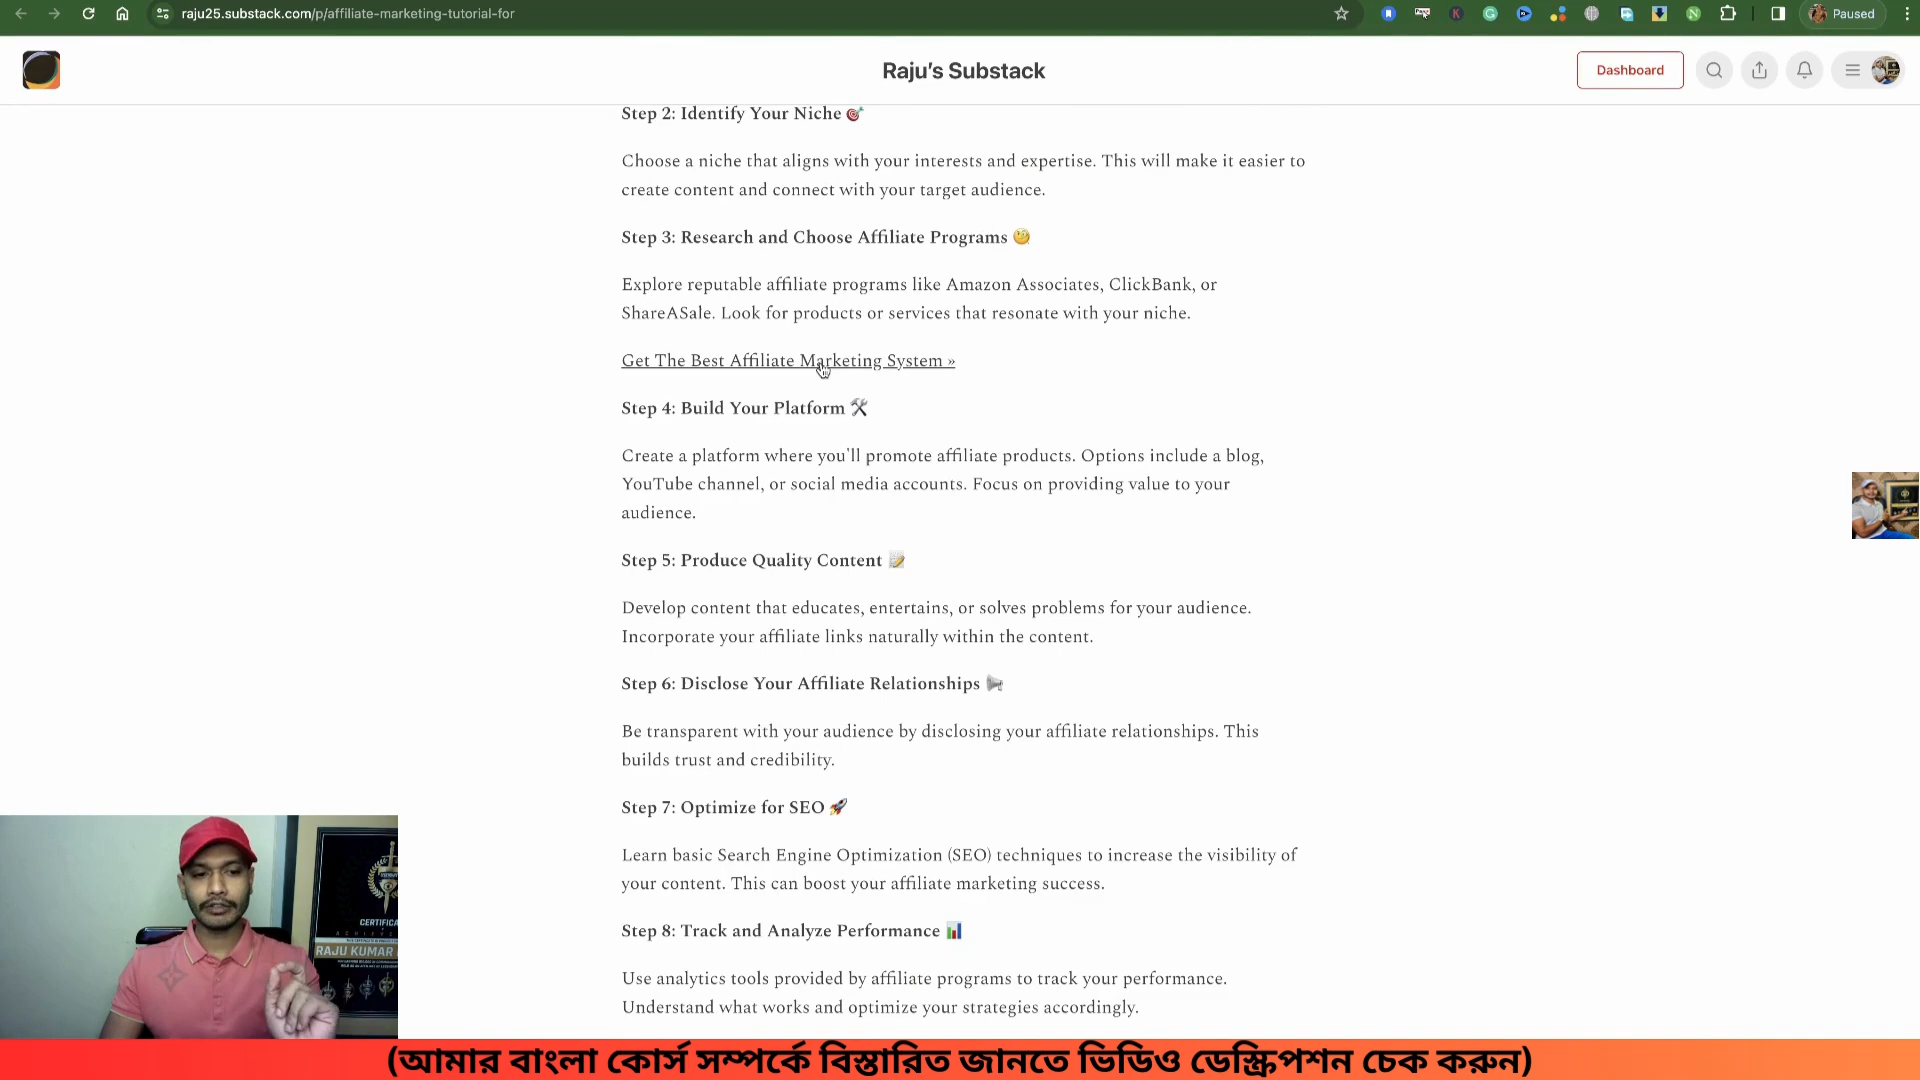 raju25.substack.com/p/affiliate-marketing-tutorial-for
Paused
Raju's Substack
Dashboard
Step 2: Identify Your Niche 🎯
Choose a niche that aligns with your interests and expertise. This will make it easier to
create content and connect with your target audience.
Step 3: Research and Choose Affiliate Programs 🧐
Explore reputable affiliate programs like Amazon Associates, ClickBank, or
ShareASale. Look for products or services that resonate with your niche.
Get The Best Affiliate Marketing System »
Step 4: Build Your Platform 🛠️
Create a platform where you'll promote affiliate products. Options include a blog,
YouTube channel, or social media accounts. Focus on providing value to your
audience.
Step 5: Produce Quality Content 📝
Develop content that educates, entertains, or solves problems for your audience.
Incorporate your affiliate links naturally within the content.
Step 6: Disclose Your Affiliate Relationships 📢
Be transparent with your audience by disclosing your affiliate relationships. This
builds trust and credibility.
Step 7: Optimize for SEO 🚀
Learn basic Search Engine Optimization (SEO) techniques to increase the visibility of
your content. This can boost your affiliate marketing success.
Step 8: Track and Analyze Performance 📊
Use analytics tools provided by affiliate programs to track your performance.
Understand what works and optimize your strategies accordingly.
CERTIFICA
RAJU KUMAR
(আমার বাংলা কোর্স সম্পর্কে বিস্তারিত জানতে ভিডিও ডেস্ক্রিপশন চেক করুন)